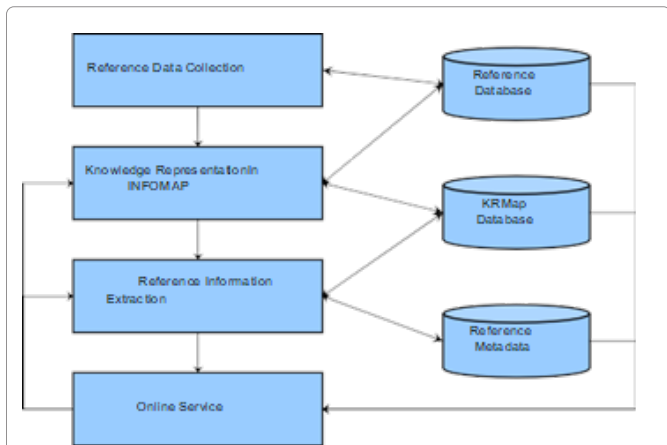 Reference Data Collection
Reference
Database
Knowledge RepresentationIn
INFOMAP
KRMap
Database
Reference Information
Extraction
Reference
Metadata
Online Service